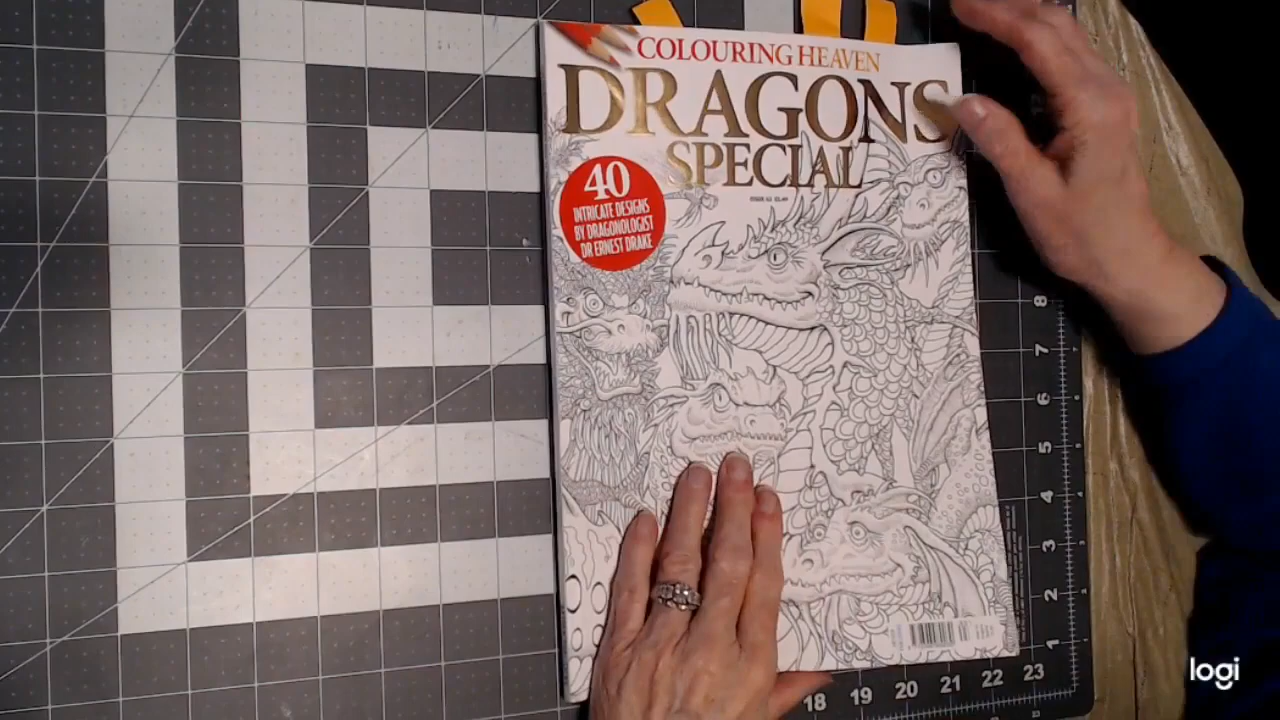 COLOURING HEAVEN
DRAGONS
SPECIAL
40
INTRICATE DESIGNS
BY DRAGONOLOGIST
DR ERNEST DRAKE
8
7
6
5
4
3
2
1
18 19 20 21 22 23
logi